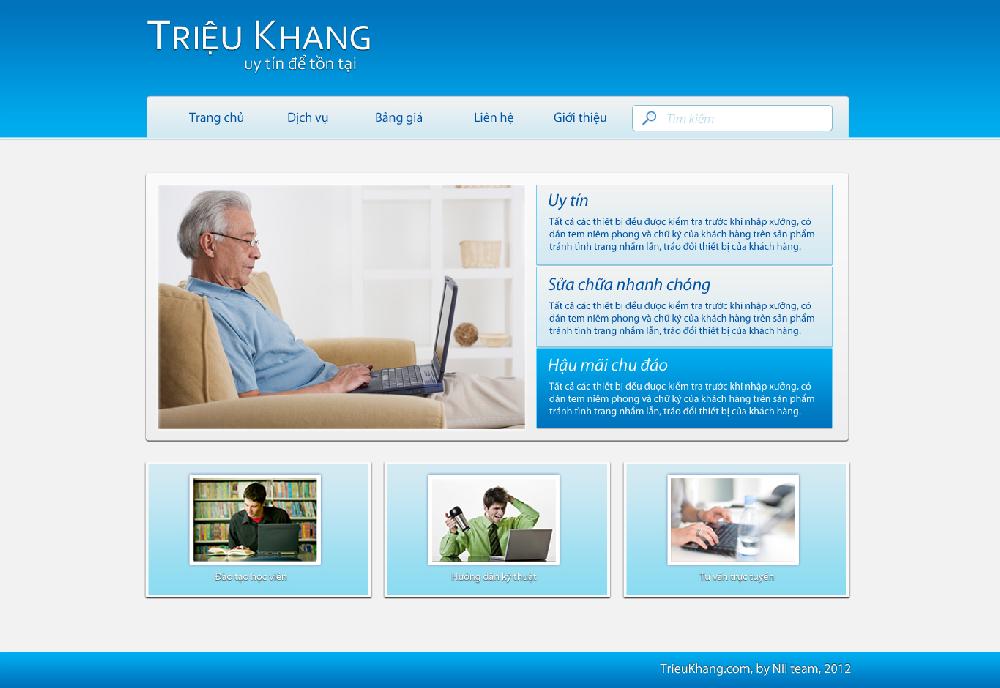 TRIỆU KHANG
uy tín để tồn tại
Trang chủ Dịch vụ Bảng giá Liên hệ Giới thiệu Tìm kiếm
Uy tín
Tất cả các thiết bị đều được kiểm tra trước khi nhập xưởng, có
dán tem niêm phong và chữ ký của khách hàng trên sản phẩm
tránh tình trạng nhầm lẫn, tráo đổi thiết bị của khách hàng.
Sửa chữa nhanh chóng
Tất cả các thiết bị đều được kiểm tra trước khi nhập xưởng, có
dán tem niêm phong và chữ ký của khách hàng trên sản phẩm
tránh tình trạng nhầm lẫn, tráo đổi thiết bị của khách hàng.
Hậu mãi chu đáo
Tất cả các thiết bị đều được kiểm tra trước khi nhập xưởng, có
dán tem niêm phong và chữ ký của khách hàng trên sản phẩm
tránh tình trạng nhầm lẫn, tráo đổi thiết bị của khách hàng.
Đào tạo học viên
Hướng dẫn kỹ thuật
Tư vấn trực tuyến
TrieuKhang.com, by NII team, 2012